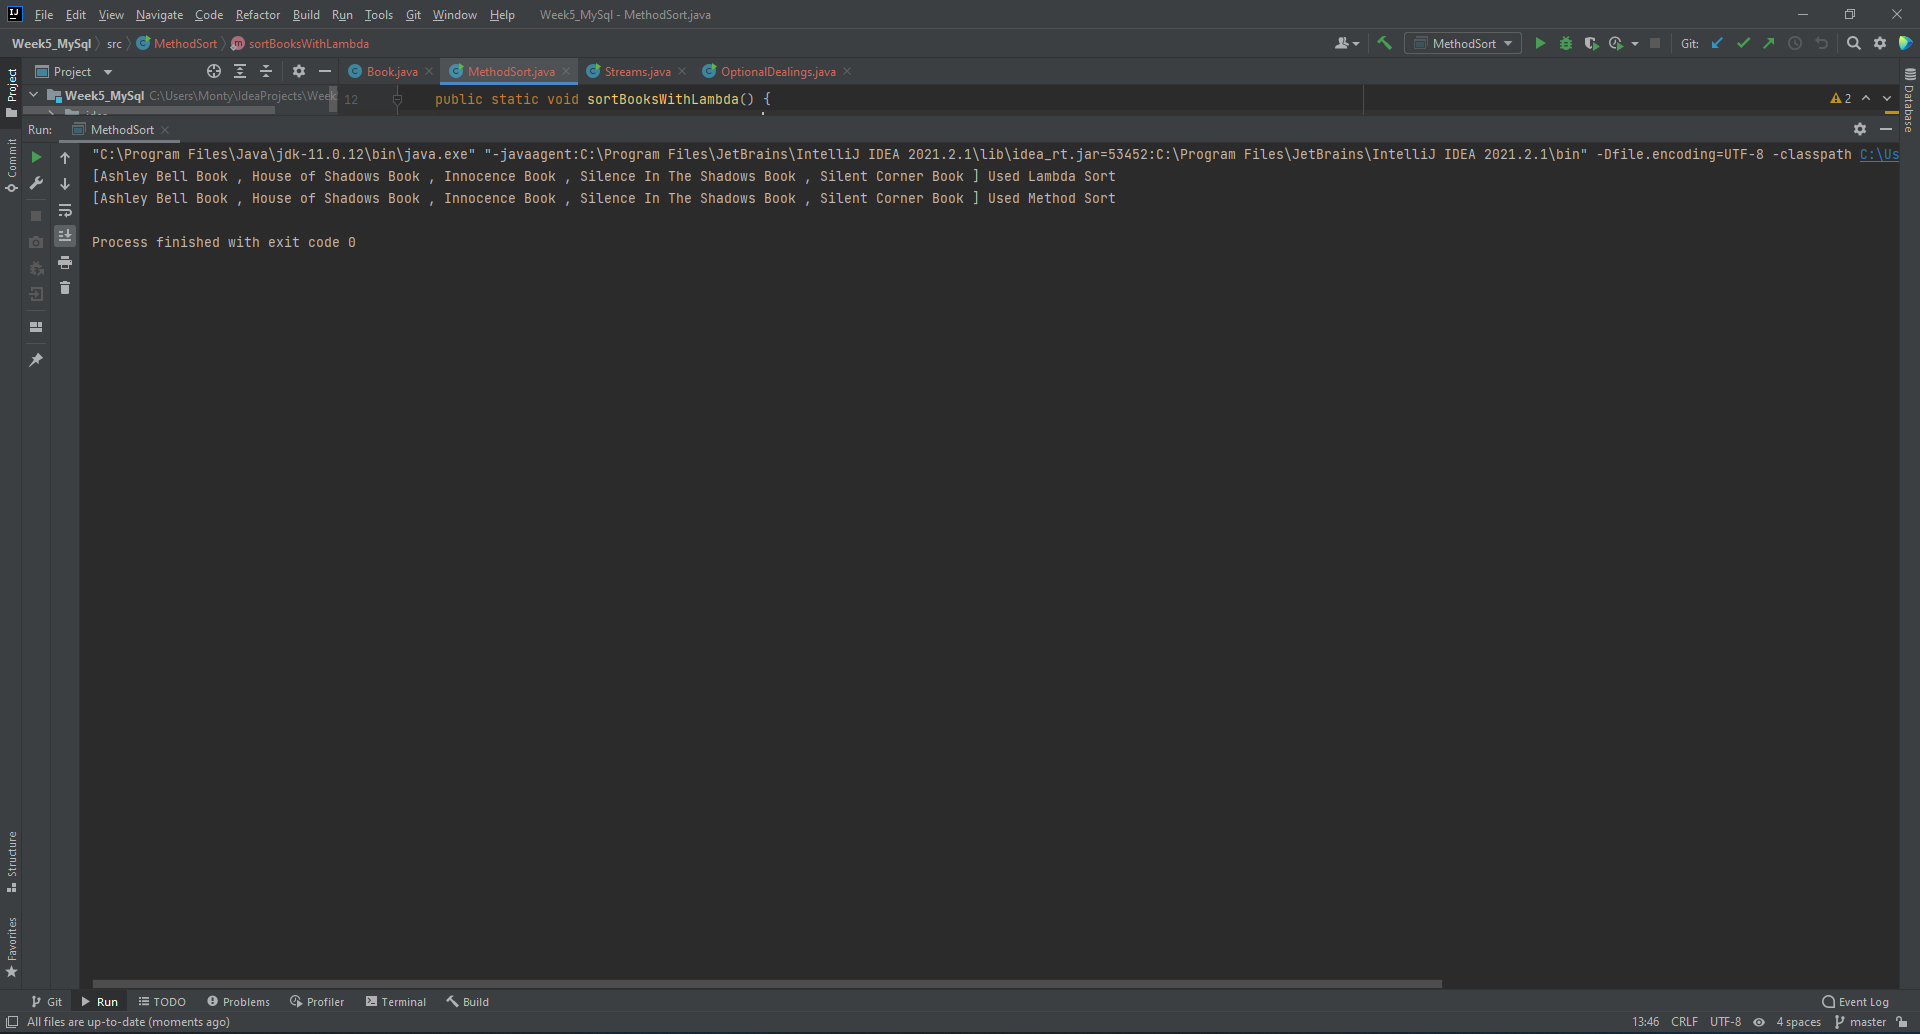 File Edit View Navigate Code Refactor Build Run Tools Git Window Help Week5_MySql - MethodSort.java
Week5_MySql src MethodSort sortBooksWithLambda MethodSort Git:
Project Book.java MethodSort.java Streams.java OptionalDealings.java
Week5_MySql C:\Users\Monty\IdeaProjects\Week 12 public static void sortBooksWithLambda() { 2
Run: MethodSort
"C:\Program Files\Java\jdk-11.0.12\bin\java.exe" "-javaagent:C:\Program Files\JetBrains\IntelliJ IDEA 2021.2.1\lib\idea_rt.jar=53452:C:\Program Files\JetBrains\IntelliJ IDEA 2021.2.1\bin" -Dfile.encoding=UTF-8 -classpath C:\Us
[Ashley Bell Book , House of Shadows Book , Innocence Book , Silence In The Shadows Book , Silent Corner Book ] Used Lambda Sort
[Ashley Bell Book , House of Shadows Book , Innocence Book , Silence In The Shadows Book , Silent Corner Book ] Used Method Sort
Process finished with exit code 0
Project
Commit
Structure
Favorites
Database
Git Run TODO Problems Profiler Terminal Build Event Log
All files are up-to-date (moments ago) 13:46 CRLF UTF-8 4 spaces master